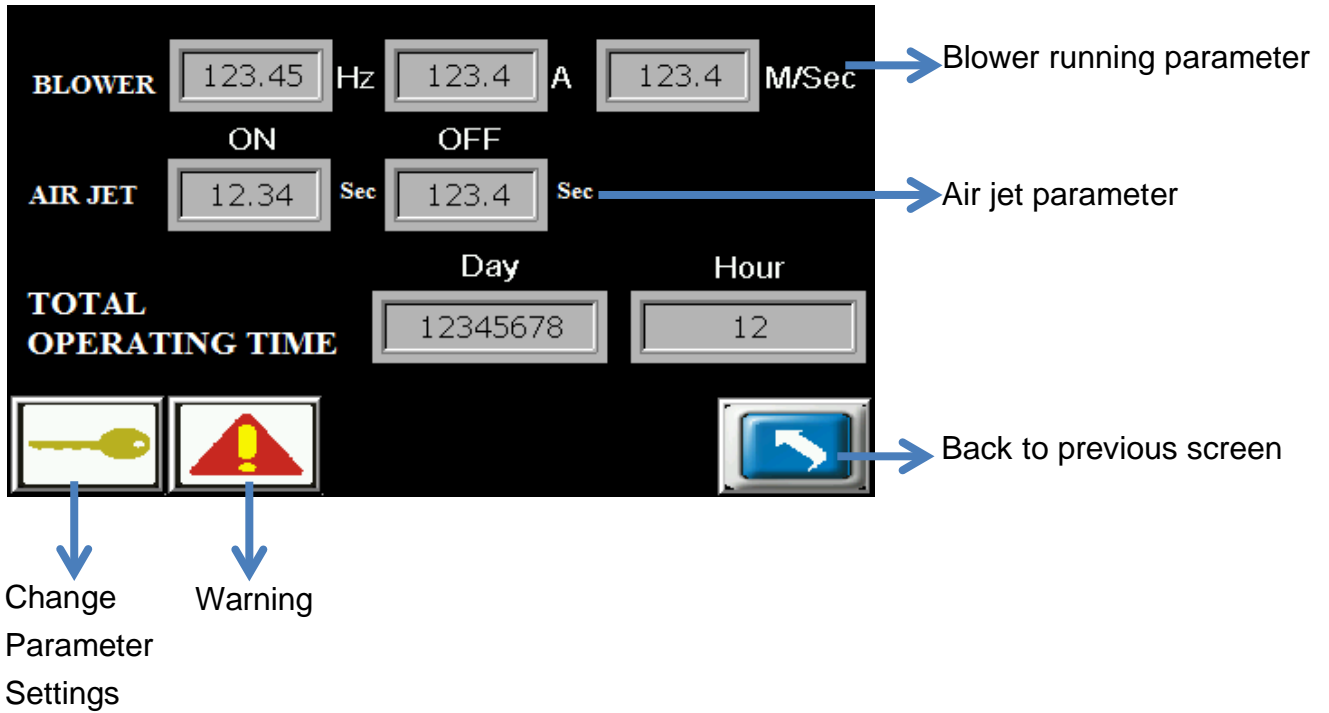 BLOWER 123.45 Hz 123.4 A 123.4 M/Sec Blower running parameter
ON OFF
AIR JET 12.34 Sec 123.4 Sec Air jet parameter
Day Hour
TOTAL
OPERATING TIME 12345678 12
Back to previous screen
Change Warning
Parameter
Settings